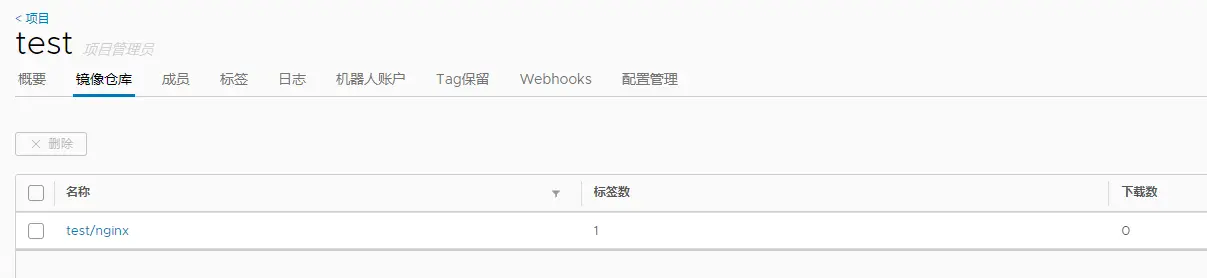 < 项目
test 项目管理员
概要 镜像仓库 成员 标签 日志 机器人账户 Tag保留 Webhooks 配置管理
× 删除
名称 标签数 下载数
test/nginx 1 0